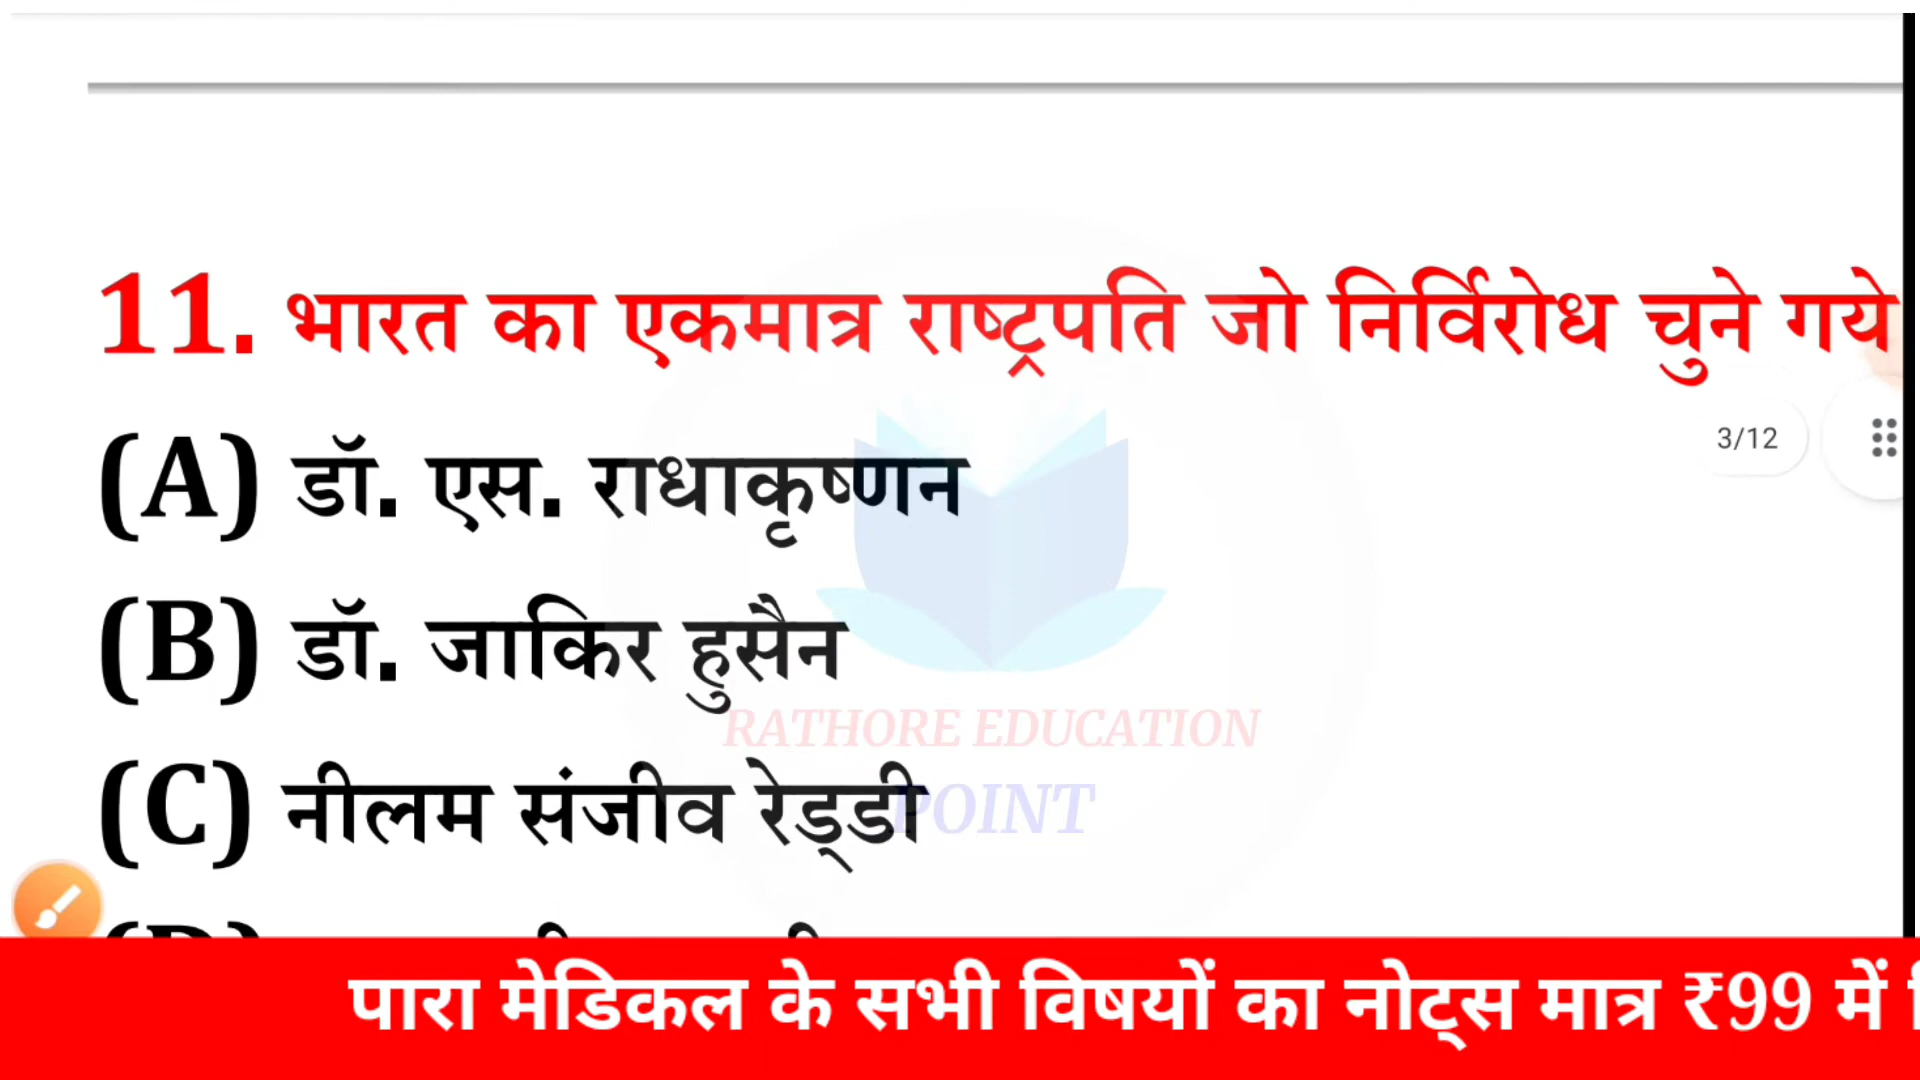 11. भारत का एकमात्र राष्ट्रपति जो निर्विरोध चुने गये
3/12
(A) डॉ. एस. राधाकृष्णन
(B) डॉ. जाकिर हुसैन
RATHORE EDUCATION
(C) नीलम संजीव रेड्डी
POINT
पारा मेडिकल के सभी विषयों का नोट्स मात्र ₹99 में